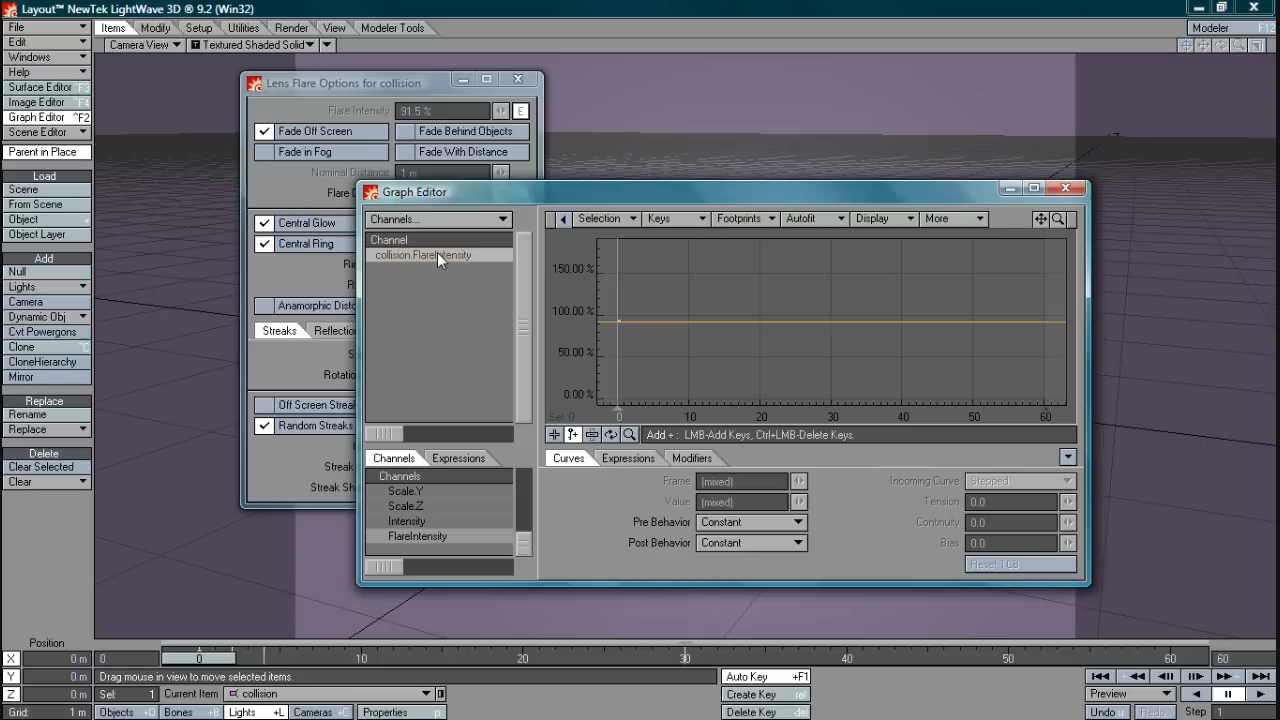 Layout™ NewTek LightWave 3D ® 9.2 (Win32)
File
Items
Modify
Setup
Utilities
Render
View
Modeler Tools
Modeler F12
Edit
Camera View
Textured Shaded Solid
Windows
Help
Surface Editor F3
Image Editor ^F4
Graph Editor ^F2
Scene Editor
Parent in Place
Load
Scene
From Scene
Object +
Object Layer
Add
Null
Lights
Camera
Dynamic Obj
Cvt Powergons
Clone ^C
CloneHierarchy
Mirror
Replace
Rename
Replace
Delete
Clear Selected -
Clear
Lens Flare Options for collision
Flare Intensity 91.5 % E
Fade Off Screen Fade Behind Objects
Fade in Fog Fade With Distance
Nominal Distance 1 m
Flare D
Central Glow
Central Ring
Ri
R
Anamorphic Disto
Streaks Reflection
S
Rotation
Off Screen Streak
Random Streaks
Streak
Streak Sh
Graph Editor
Channels...
Selection Keys Footprints Autofit Display More
Channel
collision.FlareIntensity
150.00 %
100.00 %
50.00 %
0.00 %
Sel: 0 0 10 20 30 40 50 60
Add + : LMB-Add Keys, Ctrl+LMB-Delete Keys.
Channels Expressions
Channels
Scale.Y
Scale.Z
Intensity
FlareIntensity
Curves Expressions Modifiers
Frame (mixed) Incoming Curve Stepped
Value (mixed) Tension 0.0
Pre Behavior Constant Continuity 0.0
Post Behavior Constant Bias 0.0
Reset TCB
Position
X 0 m 0 0 10 20 30 40 50 60 60
Y 0 m Drag mouse in view to move selected items. Auto Key +F1
Z 0 m Sel: 1 Current Item collision Create Key ret Preview
Grid: 1 m Objects +O Bones +B Lights +L Cameras +C Properties p Delete Key del Undo Redo Step 1